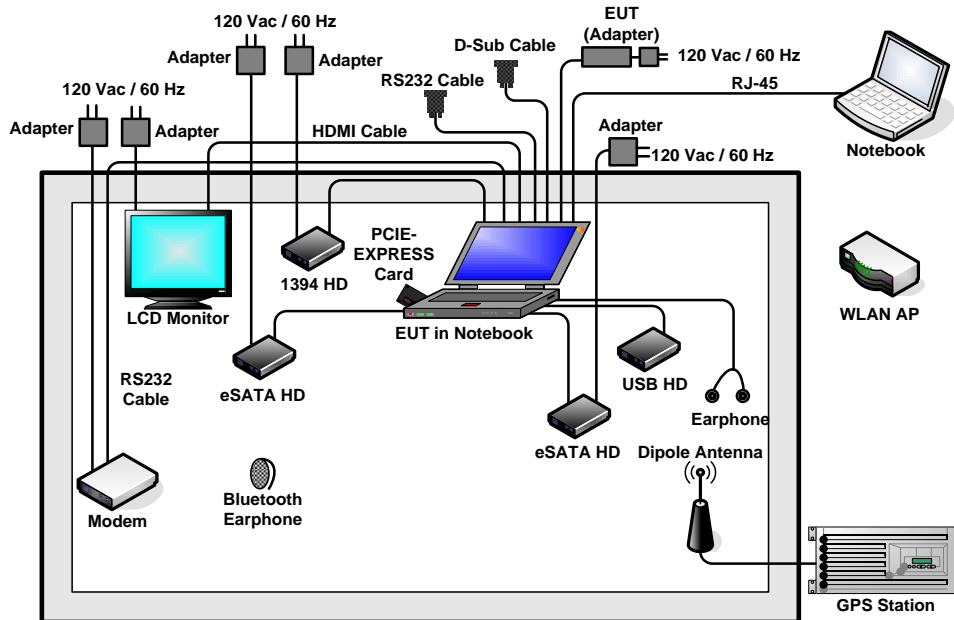 120 Vac / 60 Hz
Adapter
Adapter
120 Vac / 60 Hz
Adapter
Adapter
HDMI Cable
D-Sub Cable
RS232 Cable
EUT
(Adapter)
120 Vac / 60 Hz
RJ-45
Notebook
Adapter
120 Vac / 60 Hz
LCD Monitor
1394 HD
PCIE-
EXPRESS
Card
EUT in Notebook
WLAN AP
RS232
Cable
eSATA HD
USB HD
Earphone
eSATA HD
Dipole Antenna
Modem
Bluetooth
Earphone
GPS Station